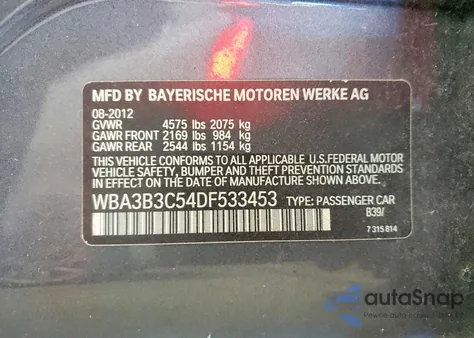 MFD BY BAYERISCHE MOTOREN WERKE AG
08-2012
GVWR 4575 lbs 2075 kg
GAWR FRONT 2169 lbs 984 kg
GAWR REAR 2544 lbs 1154 kg
THIS VEHICLE CONFORMS TO ALL APPLICABLE U.S.FEDERAL MOTOR
VEHICLE SAFETY, BUMPER AND THEFT PREVENTION STANDARDS
IN EFFECT ON THE DATE OF MANUFACTURE SHOWN ABOVE.
WBA3B3C54DF533453 TYPE: PASSENGER CAR
B39/
7 315 814
autoSnap